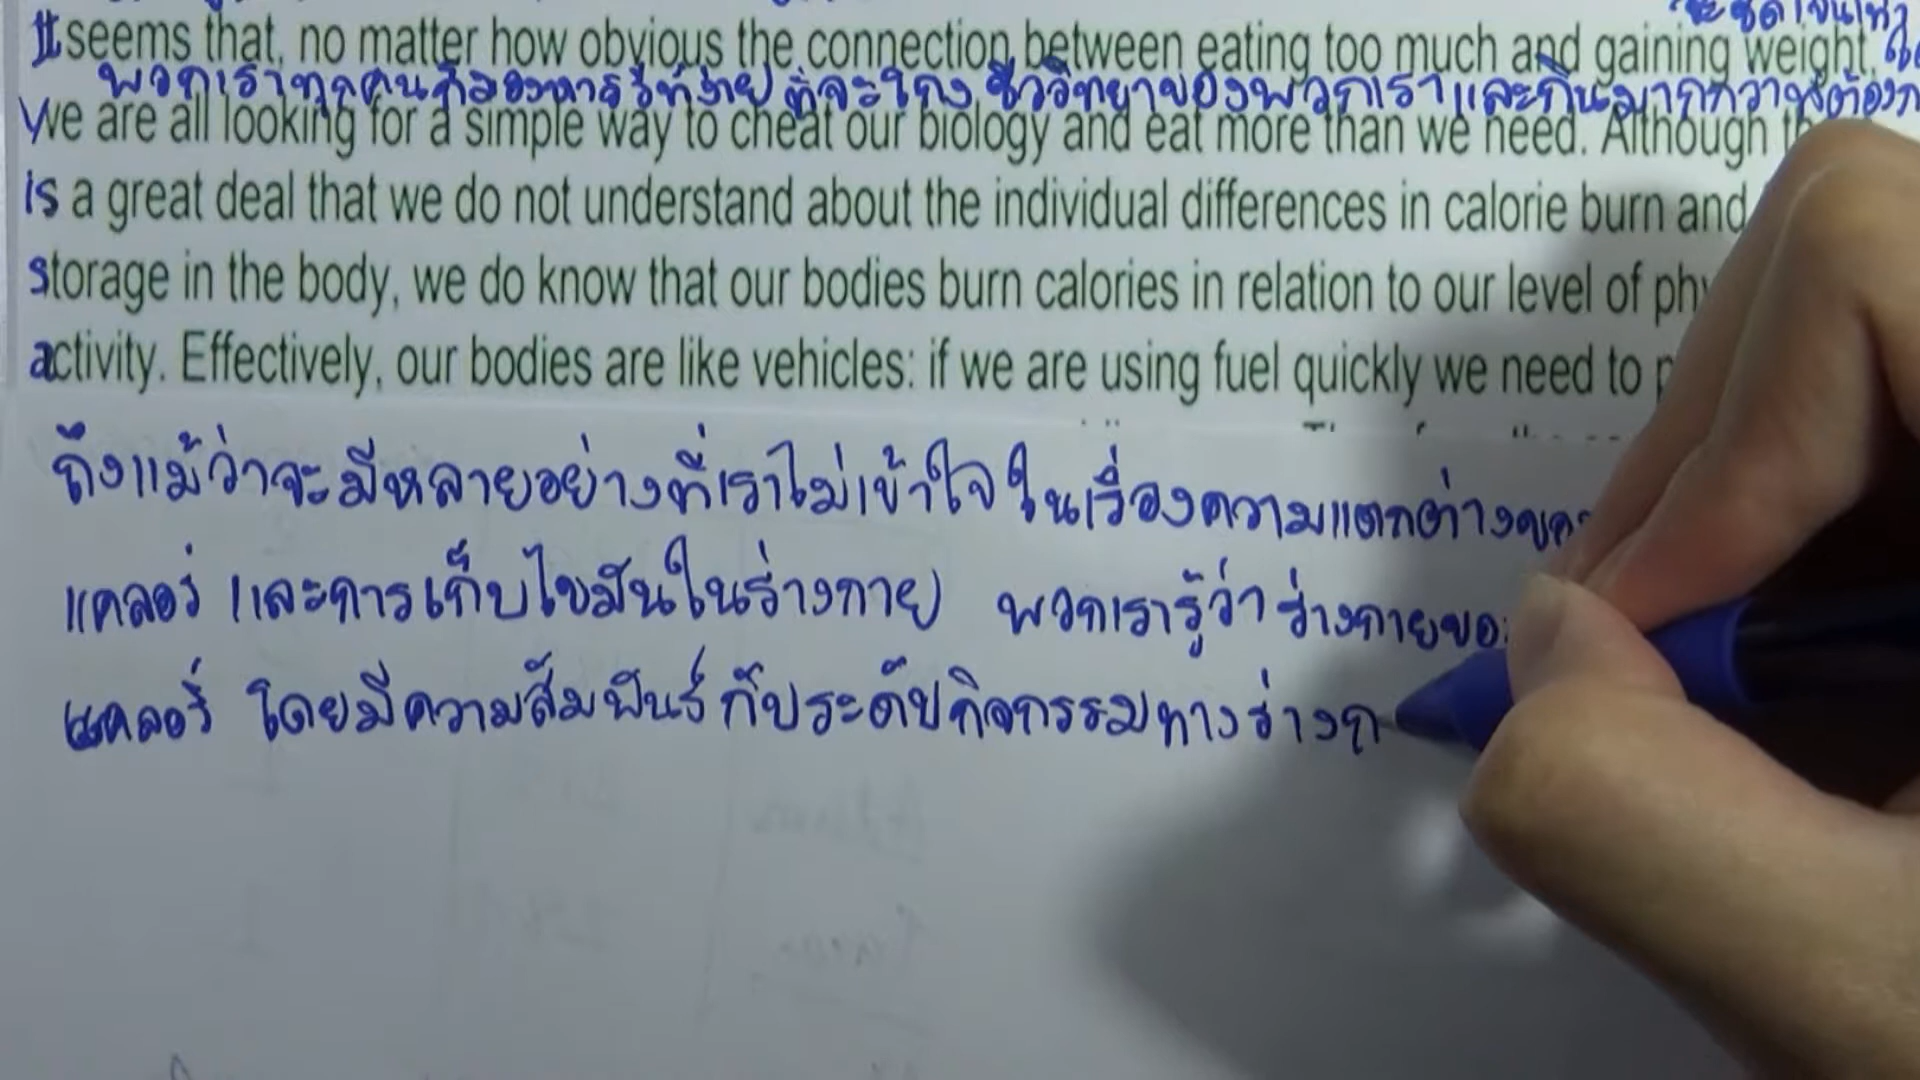 จะชัดเจนแค่
It seems that, no matter how obvious the connection between eating too much and gaining weight,
พวกเราทุกคนก็มองหาการวิธีที่ง่าย ที่จะโกง ชีววิทยาของพวกเรา และกินมากกว่าที่ต้องก
We are all looking for a simple way to cheat our biology and eat more than we need. Although
is a great deal that we do not understand about the individual differences in calorie burn and
storage in the body, we do know that our bodies burn calories in relation to our level of
activity. Effectively, our bodies are like vehicles: if we are using fuel quickly we need to
ถึงแม้ว่าจะมีหลายอย่างที่เราไม่เข้าใจ ในเรื่องความแตกต่าง
แคลอรี่ และการเก็บไขมันในร่างกาย พวกเรารู้ว่า ร่างกาย
แคลอรี่ โดยมีความสัมพันธ์ กับระดับกิจกรรมทางร่างก